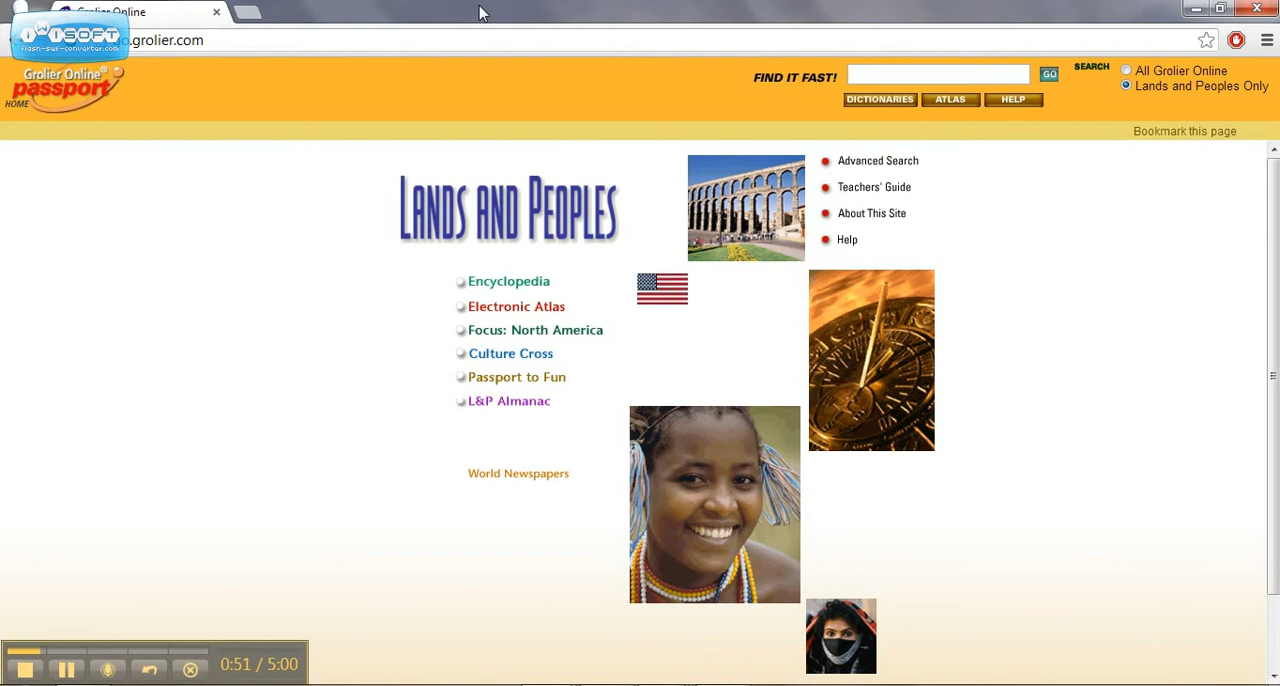 Grolier Online
iWiSOFT
flash-swf-converter.com
go.grolier.com
Grolier Online®
passport
HOME
FIND IT FAST!
GO
SEARCH
All Grolier Online
Lands and Peoples Only
DICTIONARIES
ATLAS
HELP
Bookmark this page
LANDS AND PEOPLES
Advanced Search
Teachers' Guide
About This Site
Help
Encyclopedia
Electronic Atlas
Focus: North America
Culture Cross
Passport to Fun
L&P Almanac
World Newspapers
0:51 / 5:00